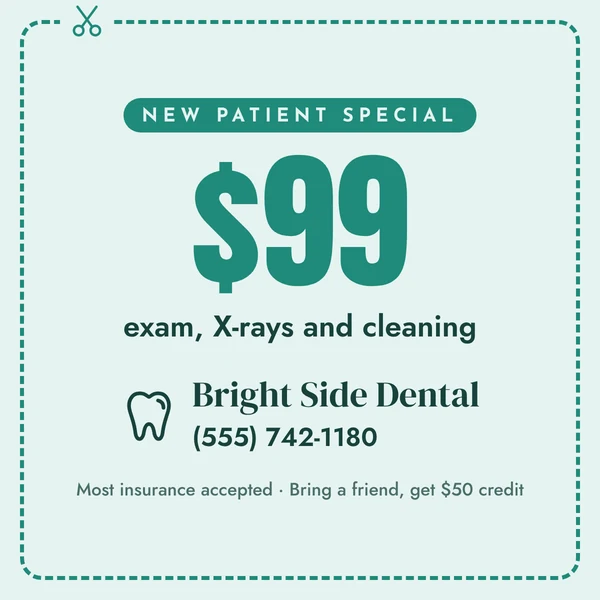 NEW PATIENT SPECIAL
$99
exam, X-rays and cleaning
Bright Side Dental
(555) 742-1180
Most insurance accepted · Bring a friend, get $50 credit